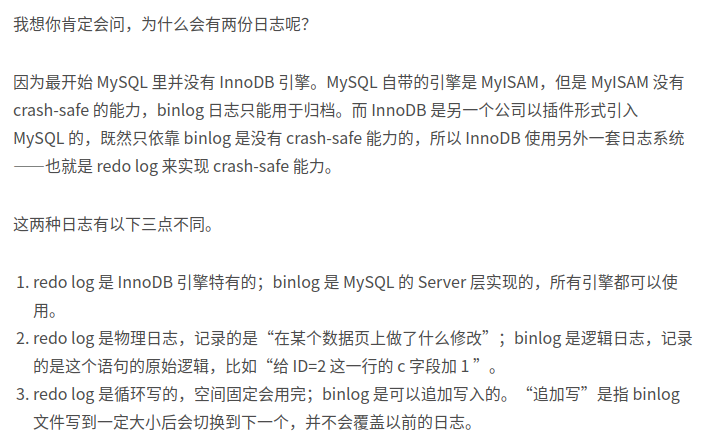 我想你肯定会问，为什么会有两份日志呢？
因为最开始 MySQL 里并没有 InnoDB 引擎。MySQL 自带的引擎是 MyISAM，但是 MyISAM 没有
crash-safe 的能力，binlog 日志只能用于归档。而 InnoDB 是另一个公司以插件形式引入
MySQL 的，既然只依靠 binlog 是没有 crash-safe 能力的，所以 InnoDB 使用另外一套日志系统
——也就是 redo log 来实现 crash-safe 能力。
这两种日志有以下三点不同。
1. redo log 是 InnoDB 引擎特有的；binlog 是 MySQL 的 Server 层实现的，所有引擎都可以使
用。
2. redo log 是物理日志，记录的是“在某个数据页上做了什么修改”；binlog 是逻辑日志，记录
的是这个语句的原始逻辑，比如“给 ID=2 这一行的 c 字段加 1 ”。
3. redo log 是循环写的，空间固定会用完；binlog 是可以追加写入的。“追加写”是指 binlog
文件写到一定大小后会切换到下一个，并不会覆盖以前的日志。